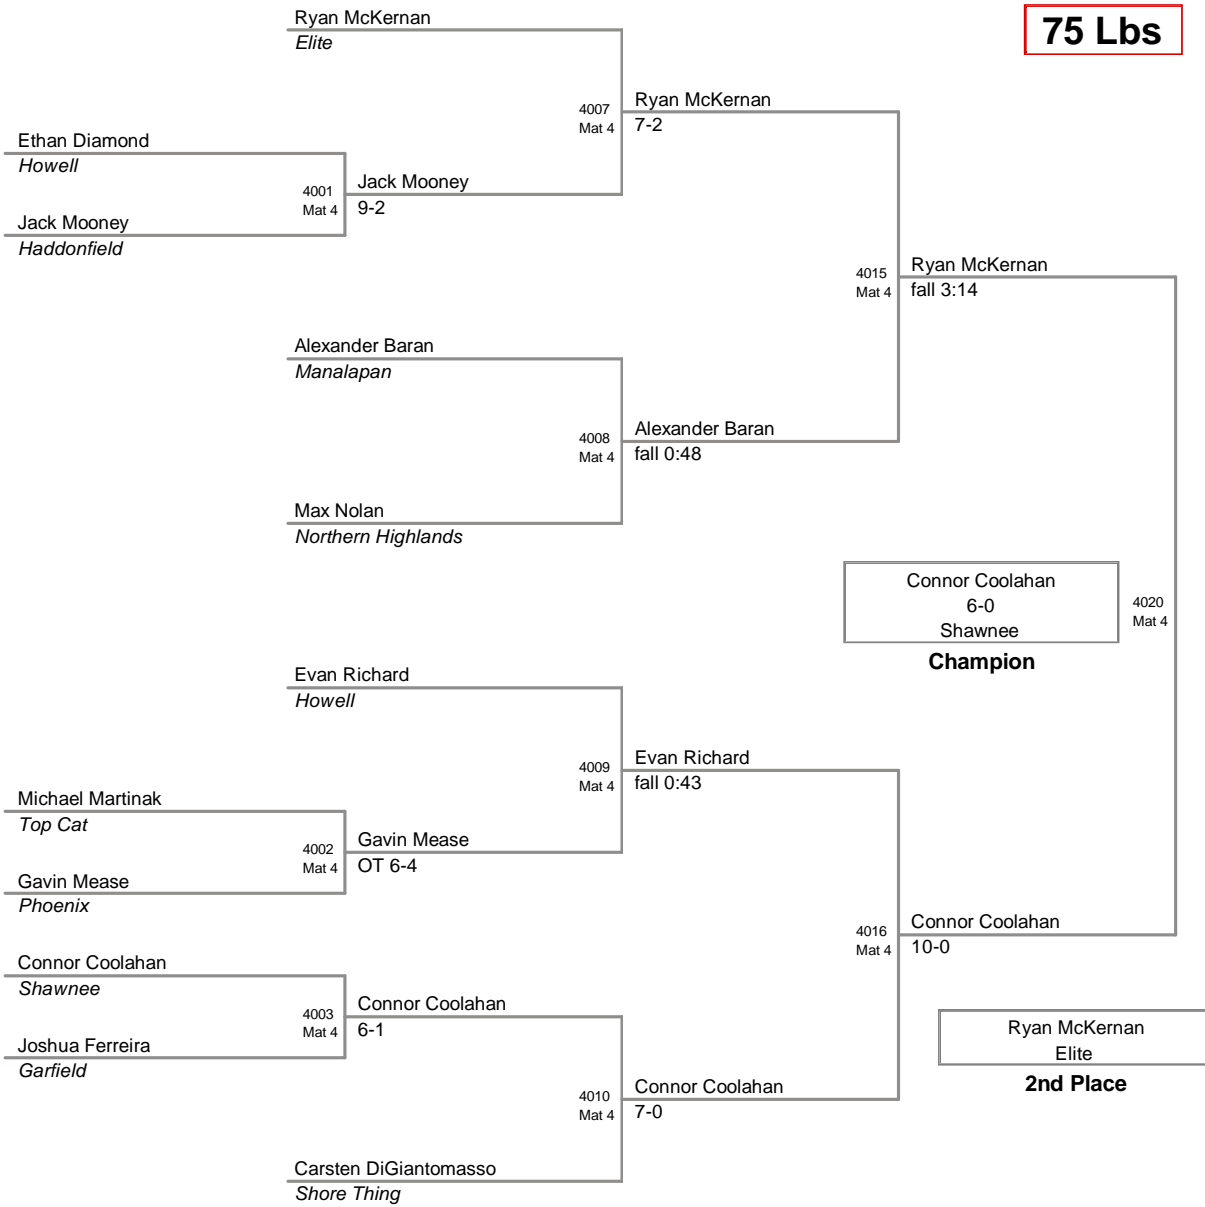 Ryan McKernan
Elite
75 Lbs
4007
Mat 4
Ryan McKernan
7-2
Ethan Diamond
Howell
4001
Mat 4
Jack Mooney
9-2
Jack Mooney
Haddonfield
4015
Mat 4
Ryan McKernan
fall 3:14
Alexander Baran
Manalapan
4008
Mat 4
Alexander Baran
fall 0:48
Max Nolan
Northern Highlands
Connor Coolahan
6-0
Shawnee
Champion
4020
Mat 4
Evan Richard
Howell
4009
Mat 4
Evan Richard
fall 0:43
Michael Martinak
Top Cat
4002
Mat 4
Gavin Mease
OT 6-4
Gavin Mease
Phoenix
4016
Mat 4
Connor Coolahan
10-0
Connor Coolahan
Shawnee
4003
Mat 4
Connor Coolahan
6-1
Joshua Ferreira
Garfield
Ryan McKernan
Elite
2nd Place
4010
Mat 4
Connor Coolahan
7-0
Carsten DiGiantomasso
Shore Thing